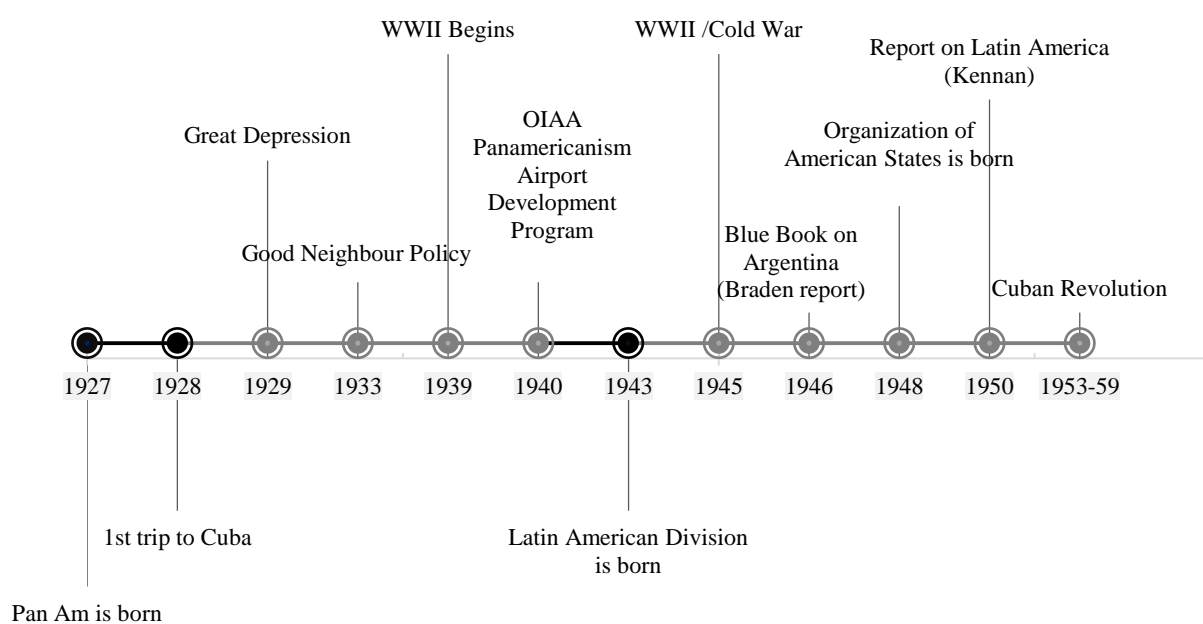 WWII Begins
WWII /Cold War
Report on Latin America
(Kennan)
Great Depression
OIAA
Panamericanism
Airport
Development
Program
Organization of
American States is born
Good Neighbour Policy
Blue Book on
Argentina
(Braden report)
Cuban Revolution
1927 1928 1929 1933 1939 1940 1943 1945 1946 1948 1950 1953-59
1st trip to Cuba
Latin American Division
is born
Pan Am is born